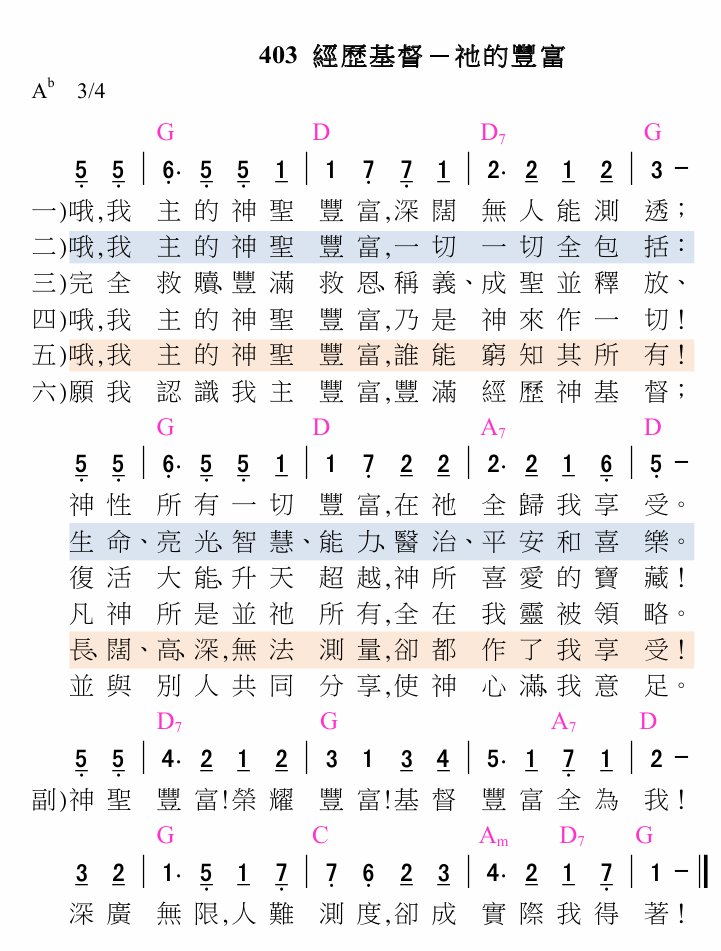 403 經歷基督－祂的豐富
Ab 3/4
G D D7 G
5 5 | 6. 5 5 1 | 1 7 7 1 | 2. 2 1 2 | 3 －
一)哦,我 主的神聖 豐富,深闊 無人能測 透；
二)哦,我 主的神聖 豐富,一切 一切全包 括：
三)完全 救贖、豐滿 救恩、稱義、成聖並釋 放、
四)哦,我 主的神聖 豐富,乃是 神來作一 切！
五)哦,我 主的神聖 豐富,誰能 窮知其所 有！
六)願我 認識我主 豐富,豐滿 經歷神基 督；
G D A7 D
5 5 | 6. 5 5 1 | 1 7 2 2 | 2. 2 1 6 | 5 －
神性 所有一切 豐富,在祂 全歸我享 受。
生命、亮光、智慧、能力、醫治、平安和喜 樂。
復活 大能、升天 超越,神所 喜愛的寶 藏！
凡神 所是並祂 所有,全在 我靈被領 略。
長、闊、高、深,無法 測量,卻都 作了我享 受！
並與 別人共同 分享,使神 心滿、我意 足。
D7 G A7 D
5 5 | 4. 2 1 2 | 3 1 3 4 | 5. 1 7 1 | 2 －
副)神聖 豐富!榮耀 豐富!基督 豐富全為 我！
G C Am D7 G
3 2 | 1. 5 1 7 | 7 6 2 3 | 4. 2 1 7 | 1 － ||
深廣 無限,人難 測度,卻成 實際我得 著！